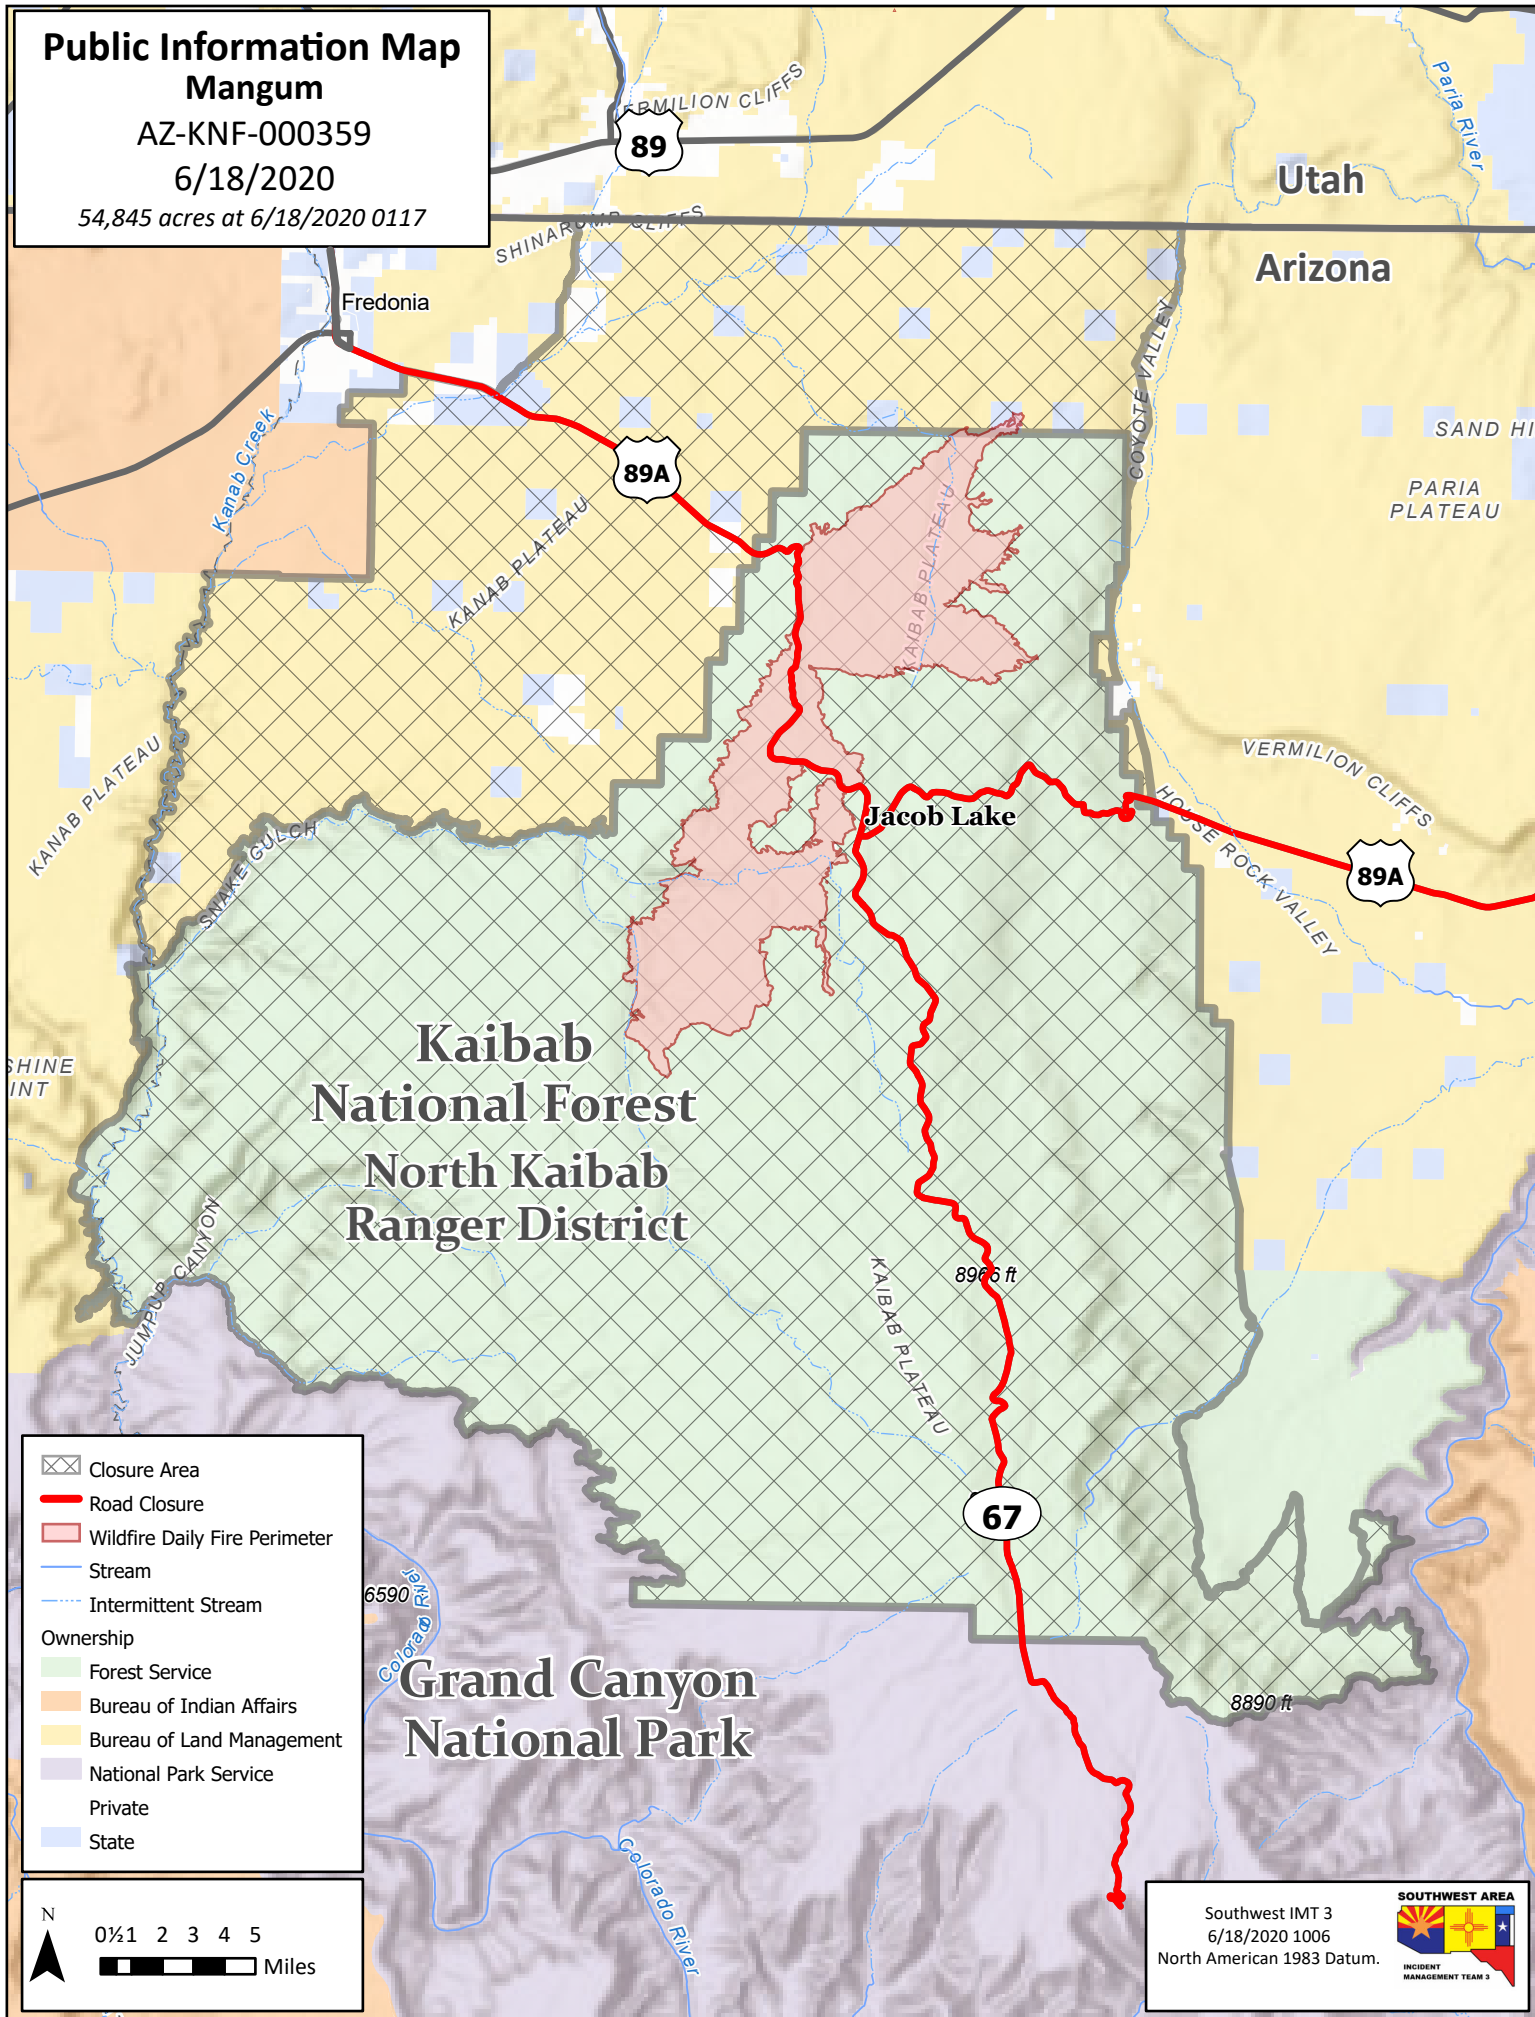 Public Information Map
Mangum
AZ-KNF-000359
6/18/2020
54,845 acres at 6/18/2020 0117
89
VERMILION CLIFFS
Paria River
Utah
Arizona
SHINARUMP CLIFFS
Fredonia
COYOTE VALLEY
Kanab Creek
89A
SAND HI
PARIA
PLATEAU
KANAB PLATEAU
KAIBAB PLATEAU
KANAB PLATEAU
VERMILION CLIFFS
HOUSE ROCK VALLEY
Jacob Lake
89A
SNAKE GULCH
Kaibab
National Forest
North Kaibab
Ranger District
SHINE
INT
JUMPUP CANYON
8966 ft
KAIBAB PLATEAU
67
Closure Area
Road Closure
Wildfire Daily Fire Perimeter
Stream
Intermittent Stream
Ownership
Forest Service
Bureau of Indian Affairs
Bureau of Land Management
National Park Service
Private
State
6590
Colorado River
Grand Canyon
National Park
8890 ft
Colorado River
N
0 ½ 1 2 3 4 5
Miles
Southwest IMT 3
6/18/2020 1006
North American 1983 Datum.
SOUTHWEST AREA
INCIDENT
MANAGEMENT TEAM 3